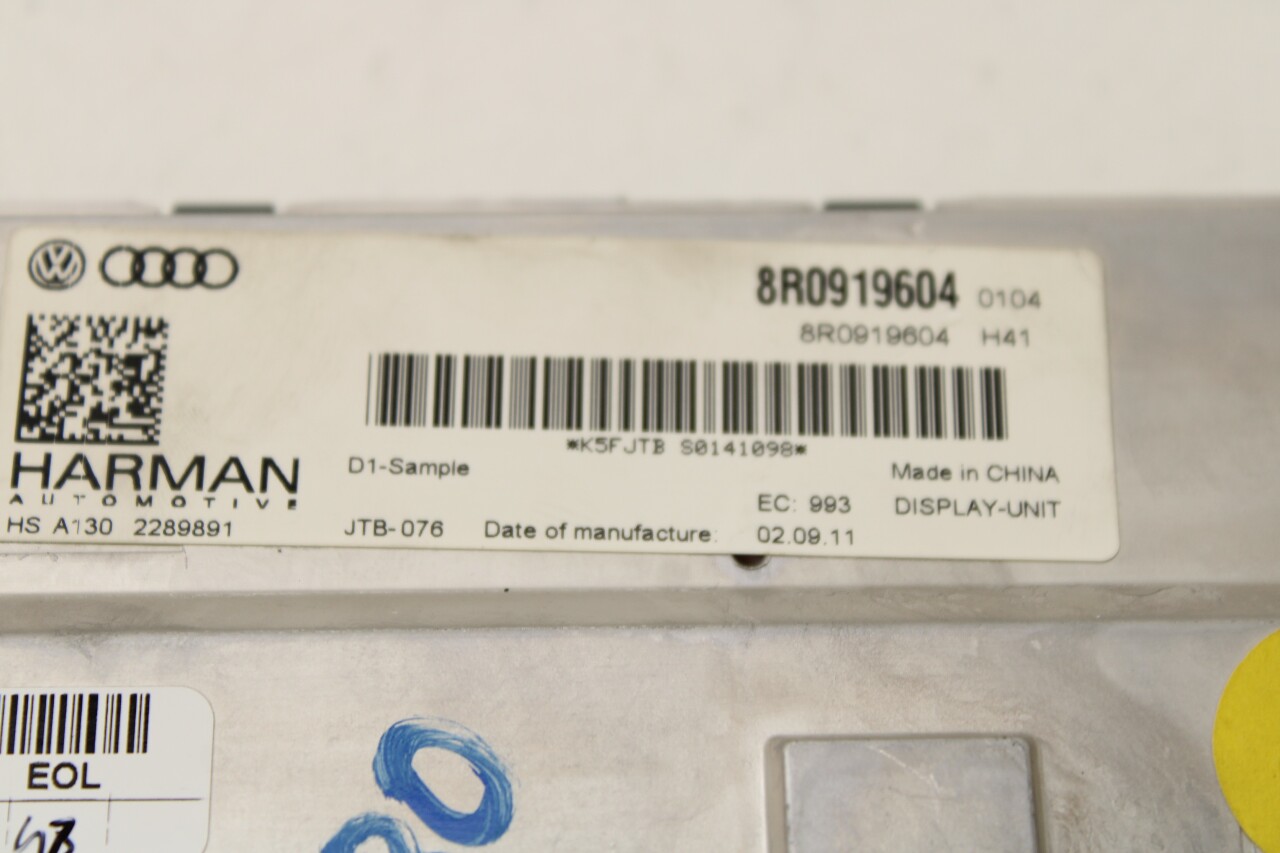 8R0919604 0104
8R0919604 H41
*K5FJTB S0141098*
HARMAN
AUTOMOTIVE
D1-Sample
Made in CHINA
EC: 993 DISPLAY-UNIT
HS A130 2289891 JTB-076 Date of manufacture: 02.09.11
EOL